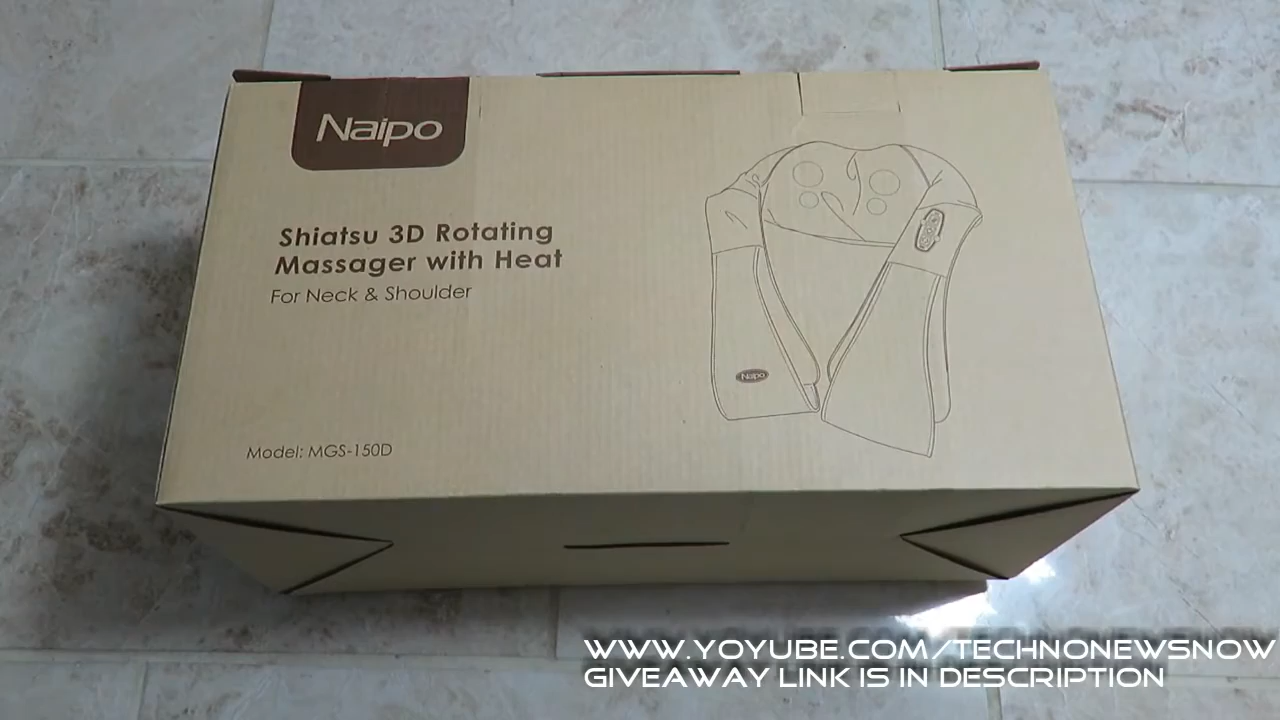 Naipo
Shiatsu 3D Rotating
Massager with Heat
For Neck & Shoulder
Naipo
Model: MGS-150D
WWW.YOYUBE.COM/TECHNONEWSNOW
GIVEAWAY LINK IS IN DESCRIPTION